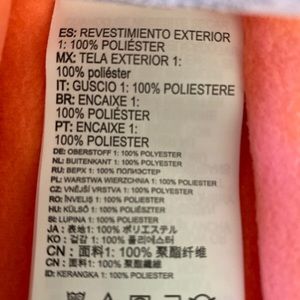 ES: REVESTIMIENTO EXTERIOR
1: 100% POLIÉSTER
MX: TELA EXTERIOR 1:
100% poliéster
IT: GUSCIO 1: 100% POLIESTERE
BR: ENCAIXE 1:
100% POLIÉSTER
PT: ENCAIXE 1:
100% POLIÉSTER
DE: OBERSTOFF 1: 100% POLYESTER
NL: BUITENKANT 1: 100% POLYESTER
RU: ВЕРХ 1: 100% ПОЛИЭСТЕР
PL: WARSTWA WIERZCHNIA 1: 100% POLIESTER
CZ: VNĚJŠÍ VRSTVA 1: 100% POLYESTER
RO: ÎNVELIŞ 1: 100% POLIESTER
HU: KÜLSŐ 1: 100% POLIÉSZTER
SI: LUPINA 1: 100% POLIESTER
JA : 表地1: 100% ポリエステル
KO : 겉감 1: 100% 폴리에스터
CN : 面料1: 100% 聚酯纤维
CN : 面料1: 100% 聚酯纤维
ID: KERANGKA 1: 100% POLIESTER